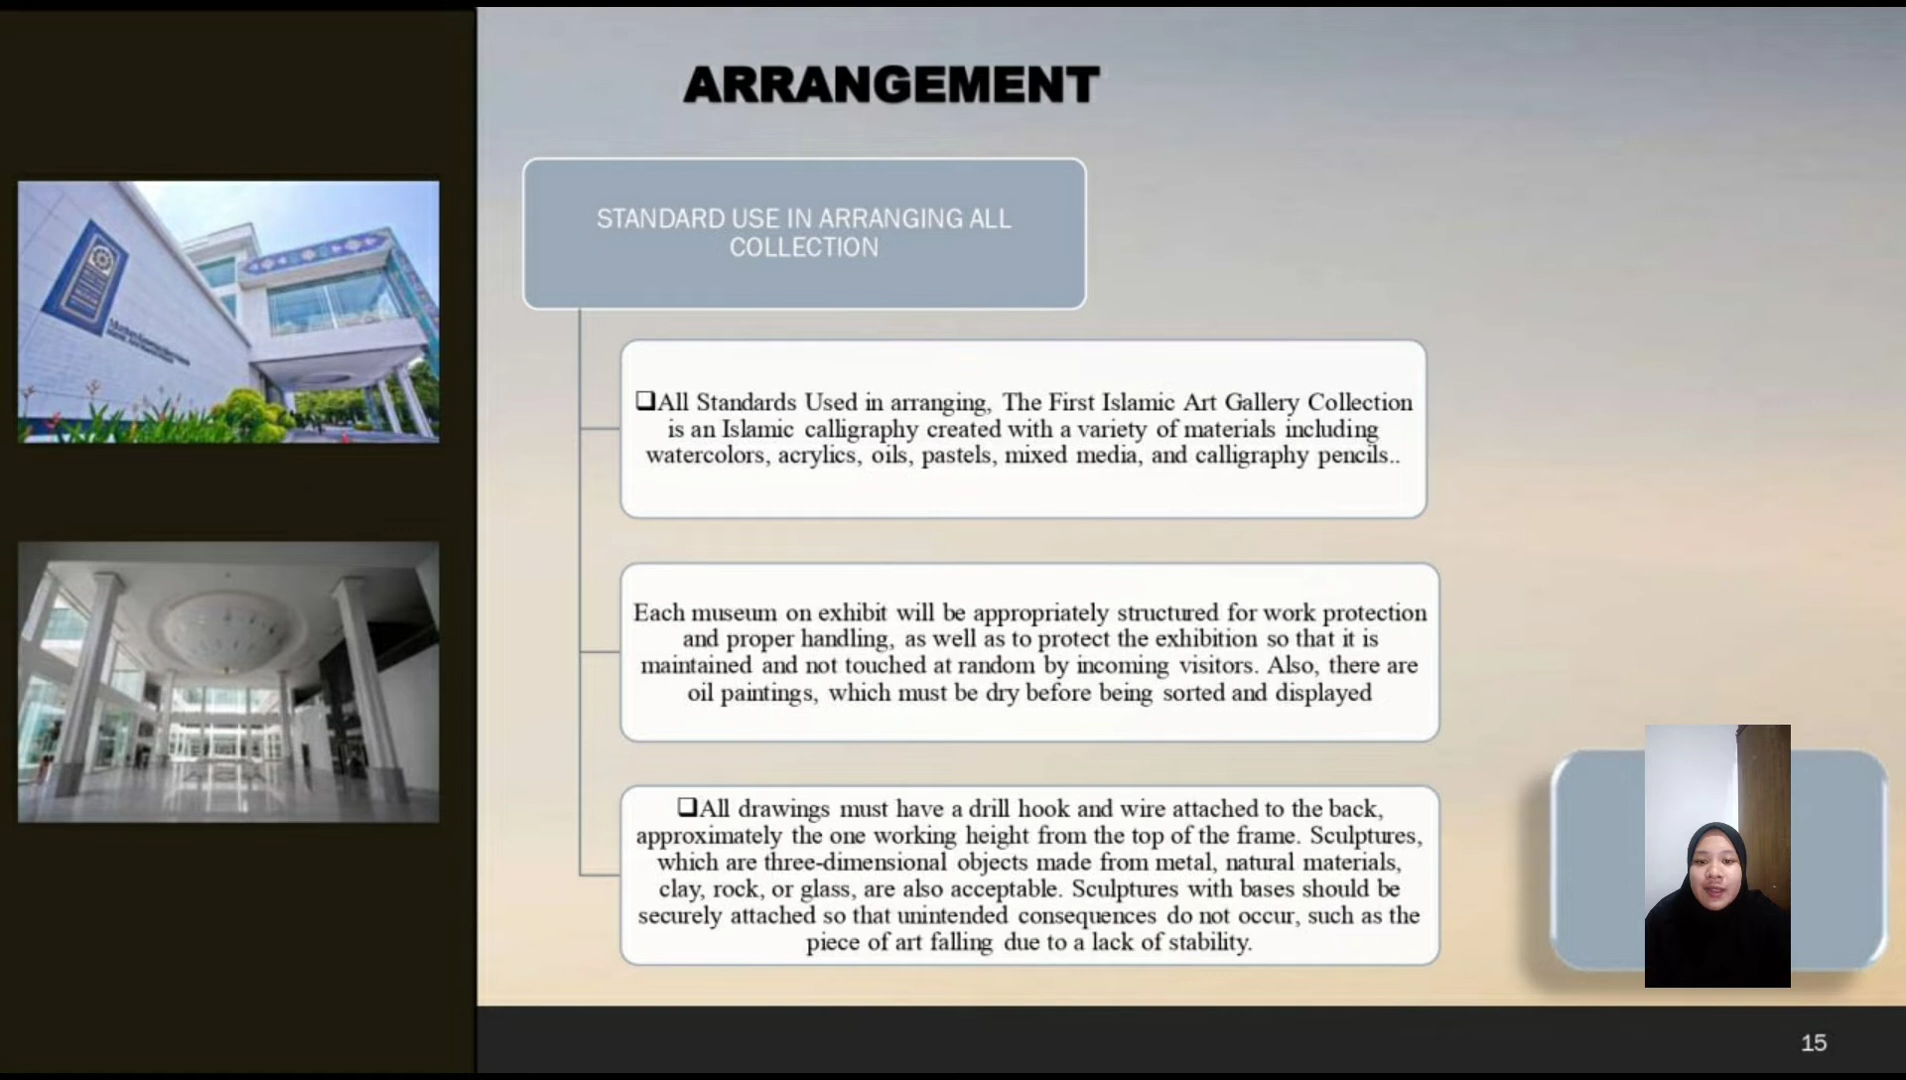 ARRANGEMENT
STANDARD USE IN ARRANGING ALL
COLLECTION
❑All Standards Used in arranging, The First Islamic Art Gallery Collection
is an Islamic calligraphy created with a variety of materials including
watercolors, acrylics, oils, pastels, mixed media, and calligraphy pencils..
Each museum on exhibit will be appropriately structured for work protection
and proper handling, as well as to protect the exhibition so that it is
maintained and not touched at random by incoming visitors. Also, there are
oil paintings, which must be dry before being sorted and displayed
❑All drawings must have a drill hook and wire attached to the back,
approximately the one working height from the top of the frame. Sculptures,
which are three-dimensional objects made from metal, natural materials,
clay, rock, or glass, are also acceptable. Sculptures with bases should be
securely attached so that unintended consequences do not occur, such as the
piece of art falling due to a lack of stability.
15